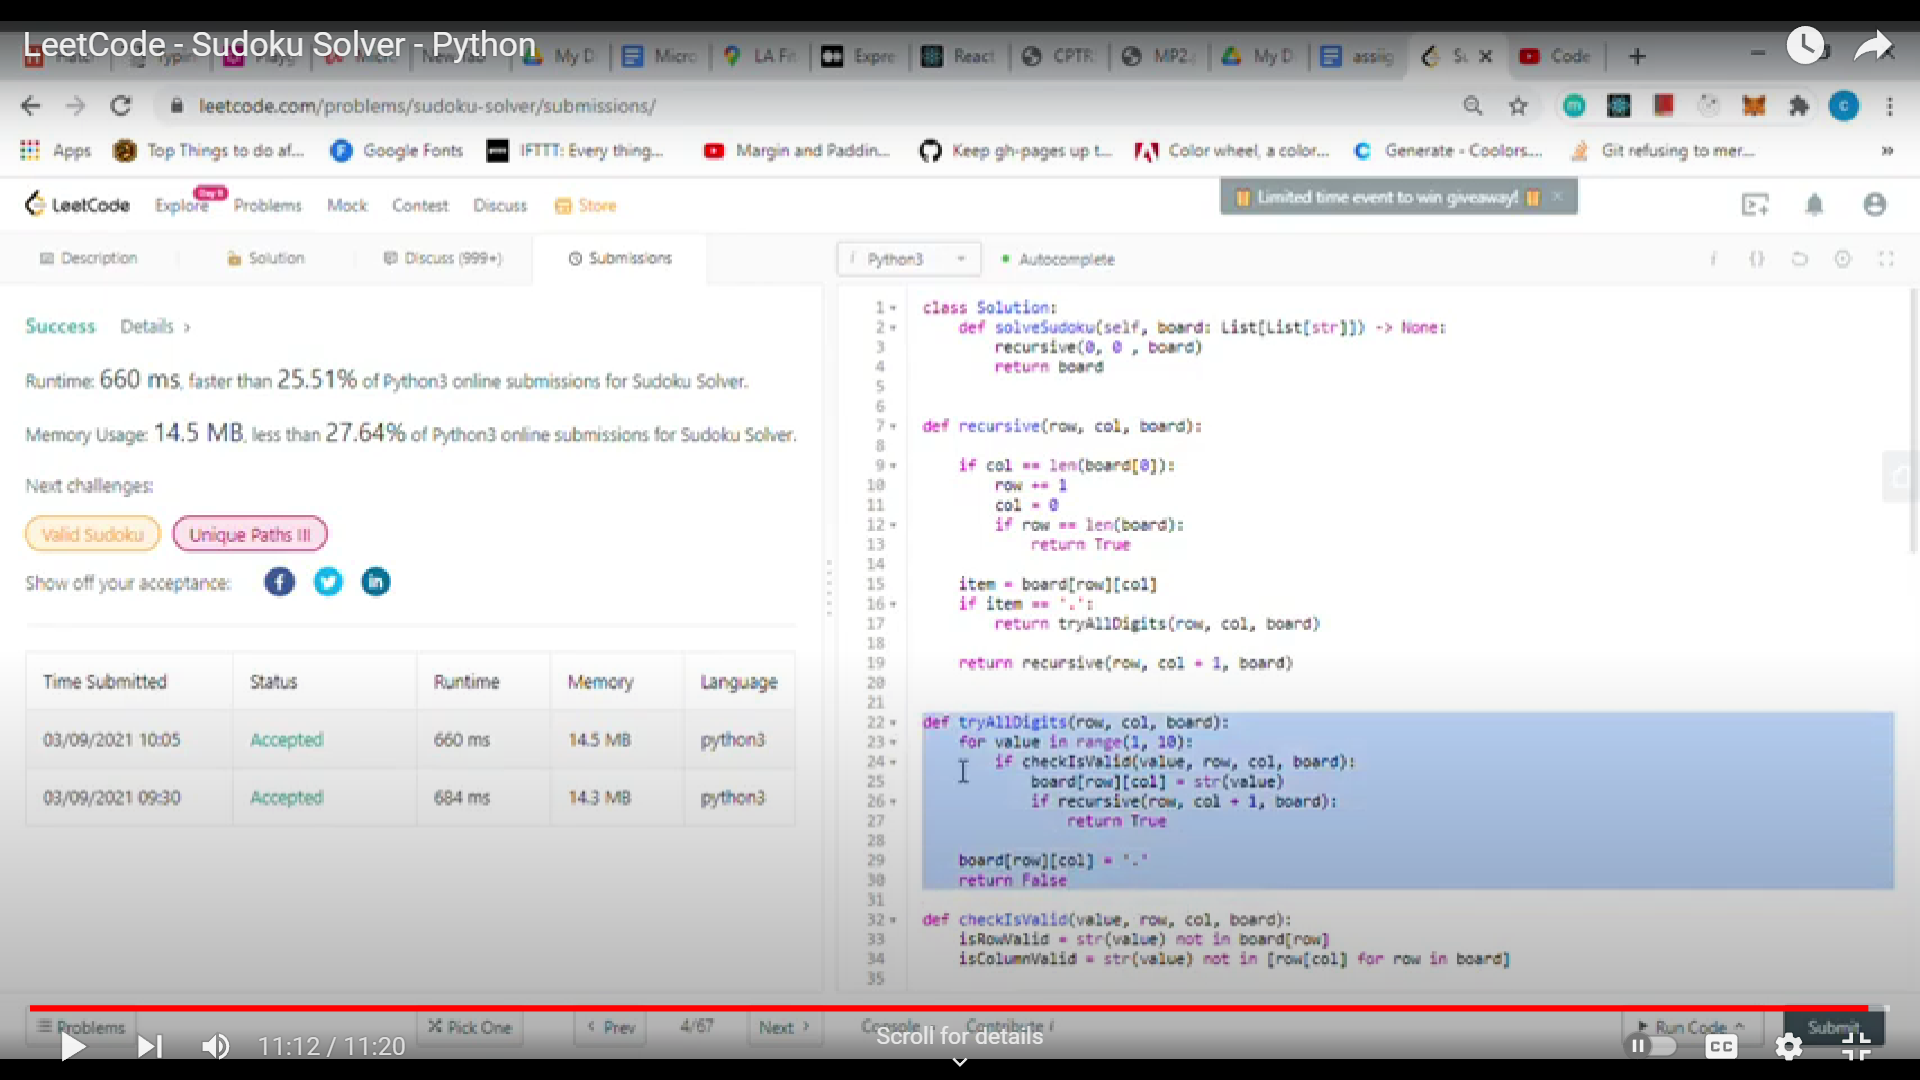 LeetCode - Sudoku Solver - Python
My D
Micro
LA Fi
Expre
React
CPTR
MP2.
My D
assiig
Su
Code
leetcode.com/problems/sudoku-solver/submissions/
Apps
Top Things to do af...
Google Fonts
IFTTT: Every thing...
Margin and Paddin...
Keep gh-pages up t...
Color wheel, a color...
Generate - Coolors....
Git refusing to mer...
»
LeetCode
Explore
Problems
Mock
Contest
Discuss
Store
Limited time event to win giveaway!
Description
Solution
Discuss (999+)
Submissions
Python3
Autocomplete
Success Details >
Runtime: 660 ms, faster than 25.51% of Python3 online submissions for Sudoku Solver.
Memory Usage: 14.5 MB, less than 27.64% of Python3 online submissions for Sudoku Solver.
Next challenges:
Valid Sudoku
Unique Paths III
Show off your acceptance:
Time Submitted Status Runtime Memory Language
03/09/2021 10:05 Accepted 660 ms 14.5 MB python3
03/09/2021 09:30 Accepted 684 ms 14.3 MB python3
1 class Solution:
2 def solveSudoku(self, board: List[List[str]]) -> None:
3 recursive(0, 0 , board)
4 return board
5
6
7 def recursive(row, col, board):
8
9 if col == len(board[0]):
10 row += 1
11 col = 0
12 if row == len(board):
13 return True
14
15 item = board[row][col]
16 if item == '.':
17 return tryAllDigits(row, col, board)
18
19 return recursive(row, col + 1, board)
20
21
22 def tryAllDigits(row, col, board):
23 for value in range(1, 10):
24 if checkIsValid(value, row, col, board):
25 board[row][col] = str(value)
26 if recursive(row, col + 1, board):
27 return True
28
29 board[row][col] = '.'
30 return False
31
32 def checkIsValid(value, row, col, board):
33 isRowValid = str(value) not in board[row]
34 isColumnValid = str(value) not in [row[col] for row in board]
35
Problems
Pick One
< Prev
4/67
Next >
Console
Contribute i
Run Code
Submit
11:12 / 11:20
Scroll for details
CC